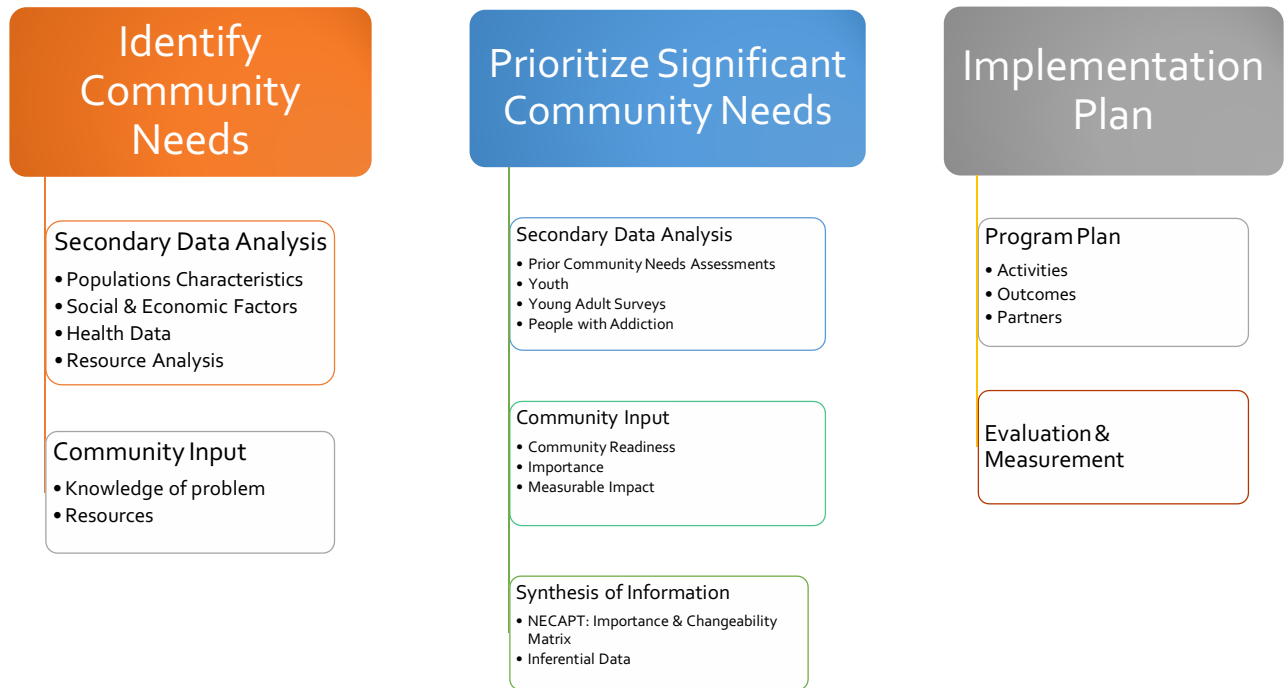 Identify
Community
Needs
Secondary Data Analysis
• Populations Characteristics
• Social & Economic Factors
• Health Data
• Resource Analysis
Community Input
• Knowledge of problem
• Resources
Prioritize Significant
Community Needs
Secondary Data Analysis
• Prior Community Needs Assessments
• Youth
• Young Adult Surveys
• People with Addiction
Community Input
• Community Readiness
• Importance
• Measurable Impact
Synthesis of Information
• NECAPT: Importance & Changeability
Matrix
• Inferential Data
Implementation
Plan
Program Plan
• Activities
• Outcomes
• Partners
Evaluation &
Measurement